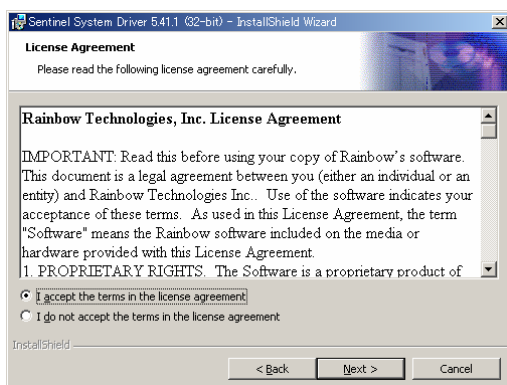 Sentinel System Driver 5.41.1 (32-bit) - InstallShield Wizard
License Agreement
Please read the following license agreement carefully.
Rainbow Technologies, Inc. License Agreement
IMPORTANT: Read this before using your copy of Rainbow's software.
This document is a legal agreement between you (either an individual or an
entity) and Rainbow Technologies Inc.. Use of the software indicates your
acceptance of these terms. As used in this License Agreement, the term
"Software" means the Rainbow software included on the media or
hardware provided with this License Agreement.
1. PROPRIETARY RIGHTS. The Software is a proprietary product of
I accept the terms in the license agreement
I do not accept the terms in the license agreement
InstallShield
< Back Next > Cancel